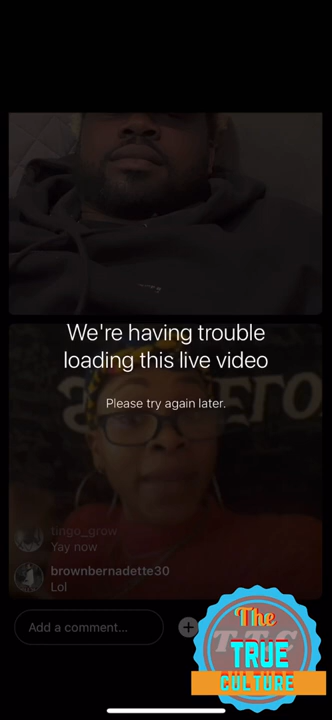 We're having trouble
loading this live video
Please try again later.
tingo_grow
Yay now
brownbernadette30
Lol
Add a comment...
The
TRUE
CULTURE